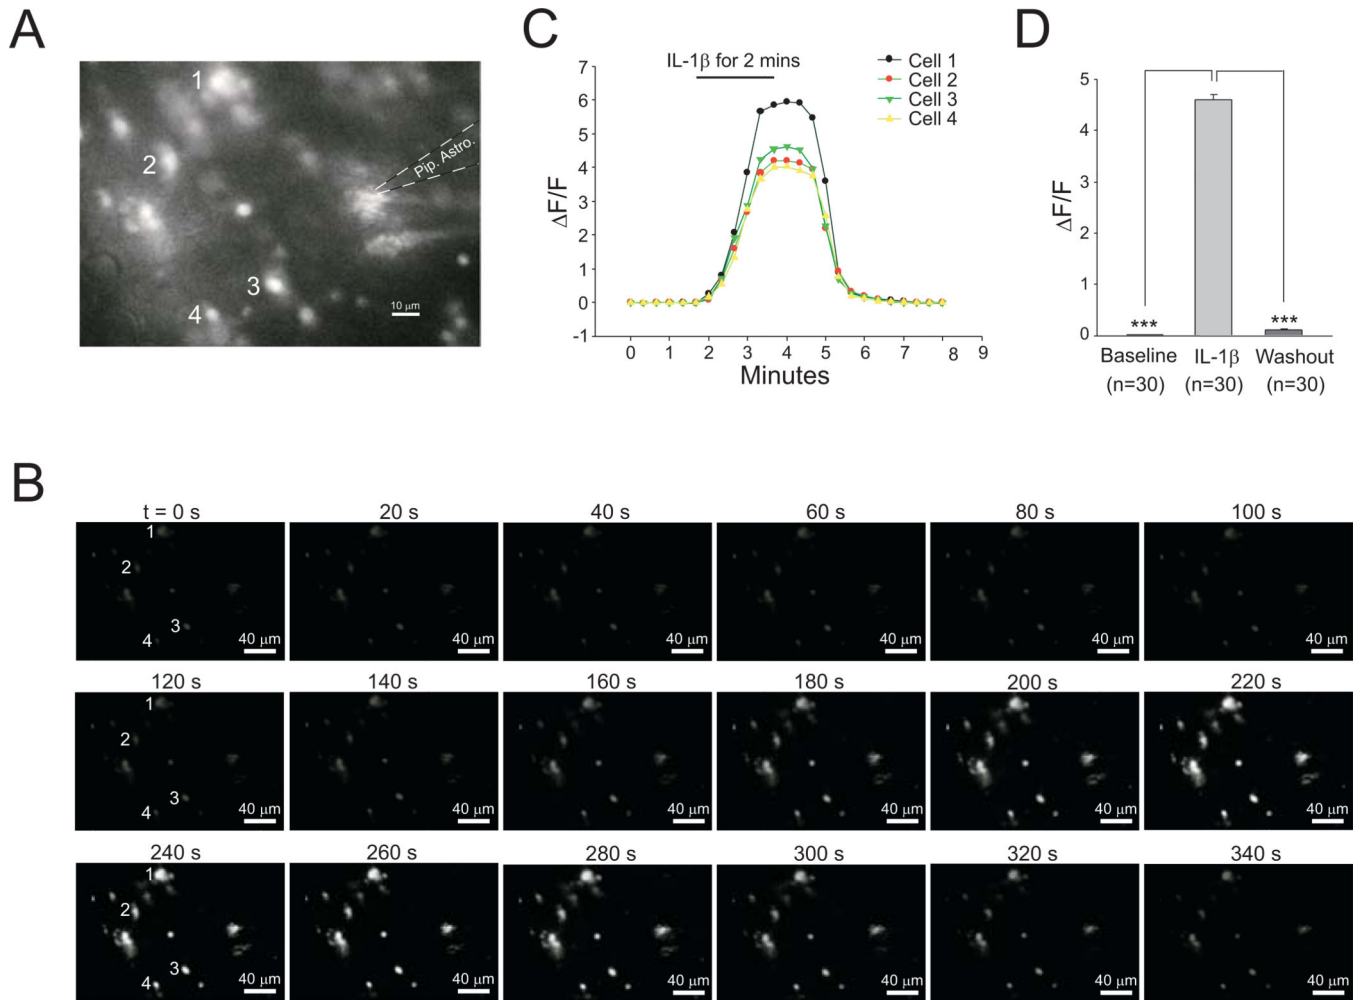 A
1
2
3
4
Pip. Astro.
10 μm
C
IL-1β for 2 mins
Cell 1
Cell 2
Cell 3
Cell 4
7
6
5
4
3
2
1
0
-1
ΔF/F
0 1 2 3 4 5 6 7 8 9
Minutes
D
5
4
3
2
1
0
ΔF/F
*** ***
Baseline IL-1β Washout
(n=30) (n=30) (n=30)
B
t = 0 s 20 s 40 s 60 s 80 s 100 s
1
2
3
4
40 μm 40 μm 40 μm 40 μm 40 μm 40 μm
120 s 140 s 160 s 180 s 200 s 220 s
1
2
3
4
40 μm 40 μm 40 μm 40 μm 40 μm 40 μm
240 s 260 s 280 s 300 s 320 s 340 s
1
2
3
4
40 μm 40 μm 40 μm 40 μm 40 μm 40 μm